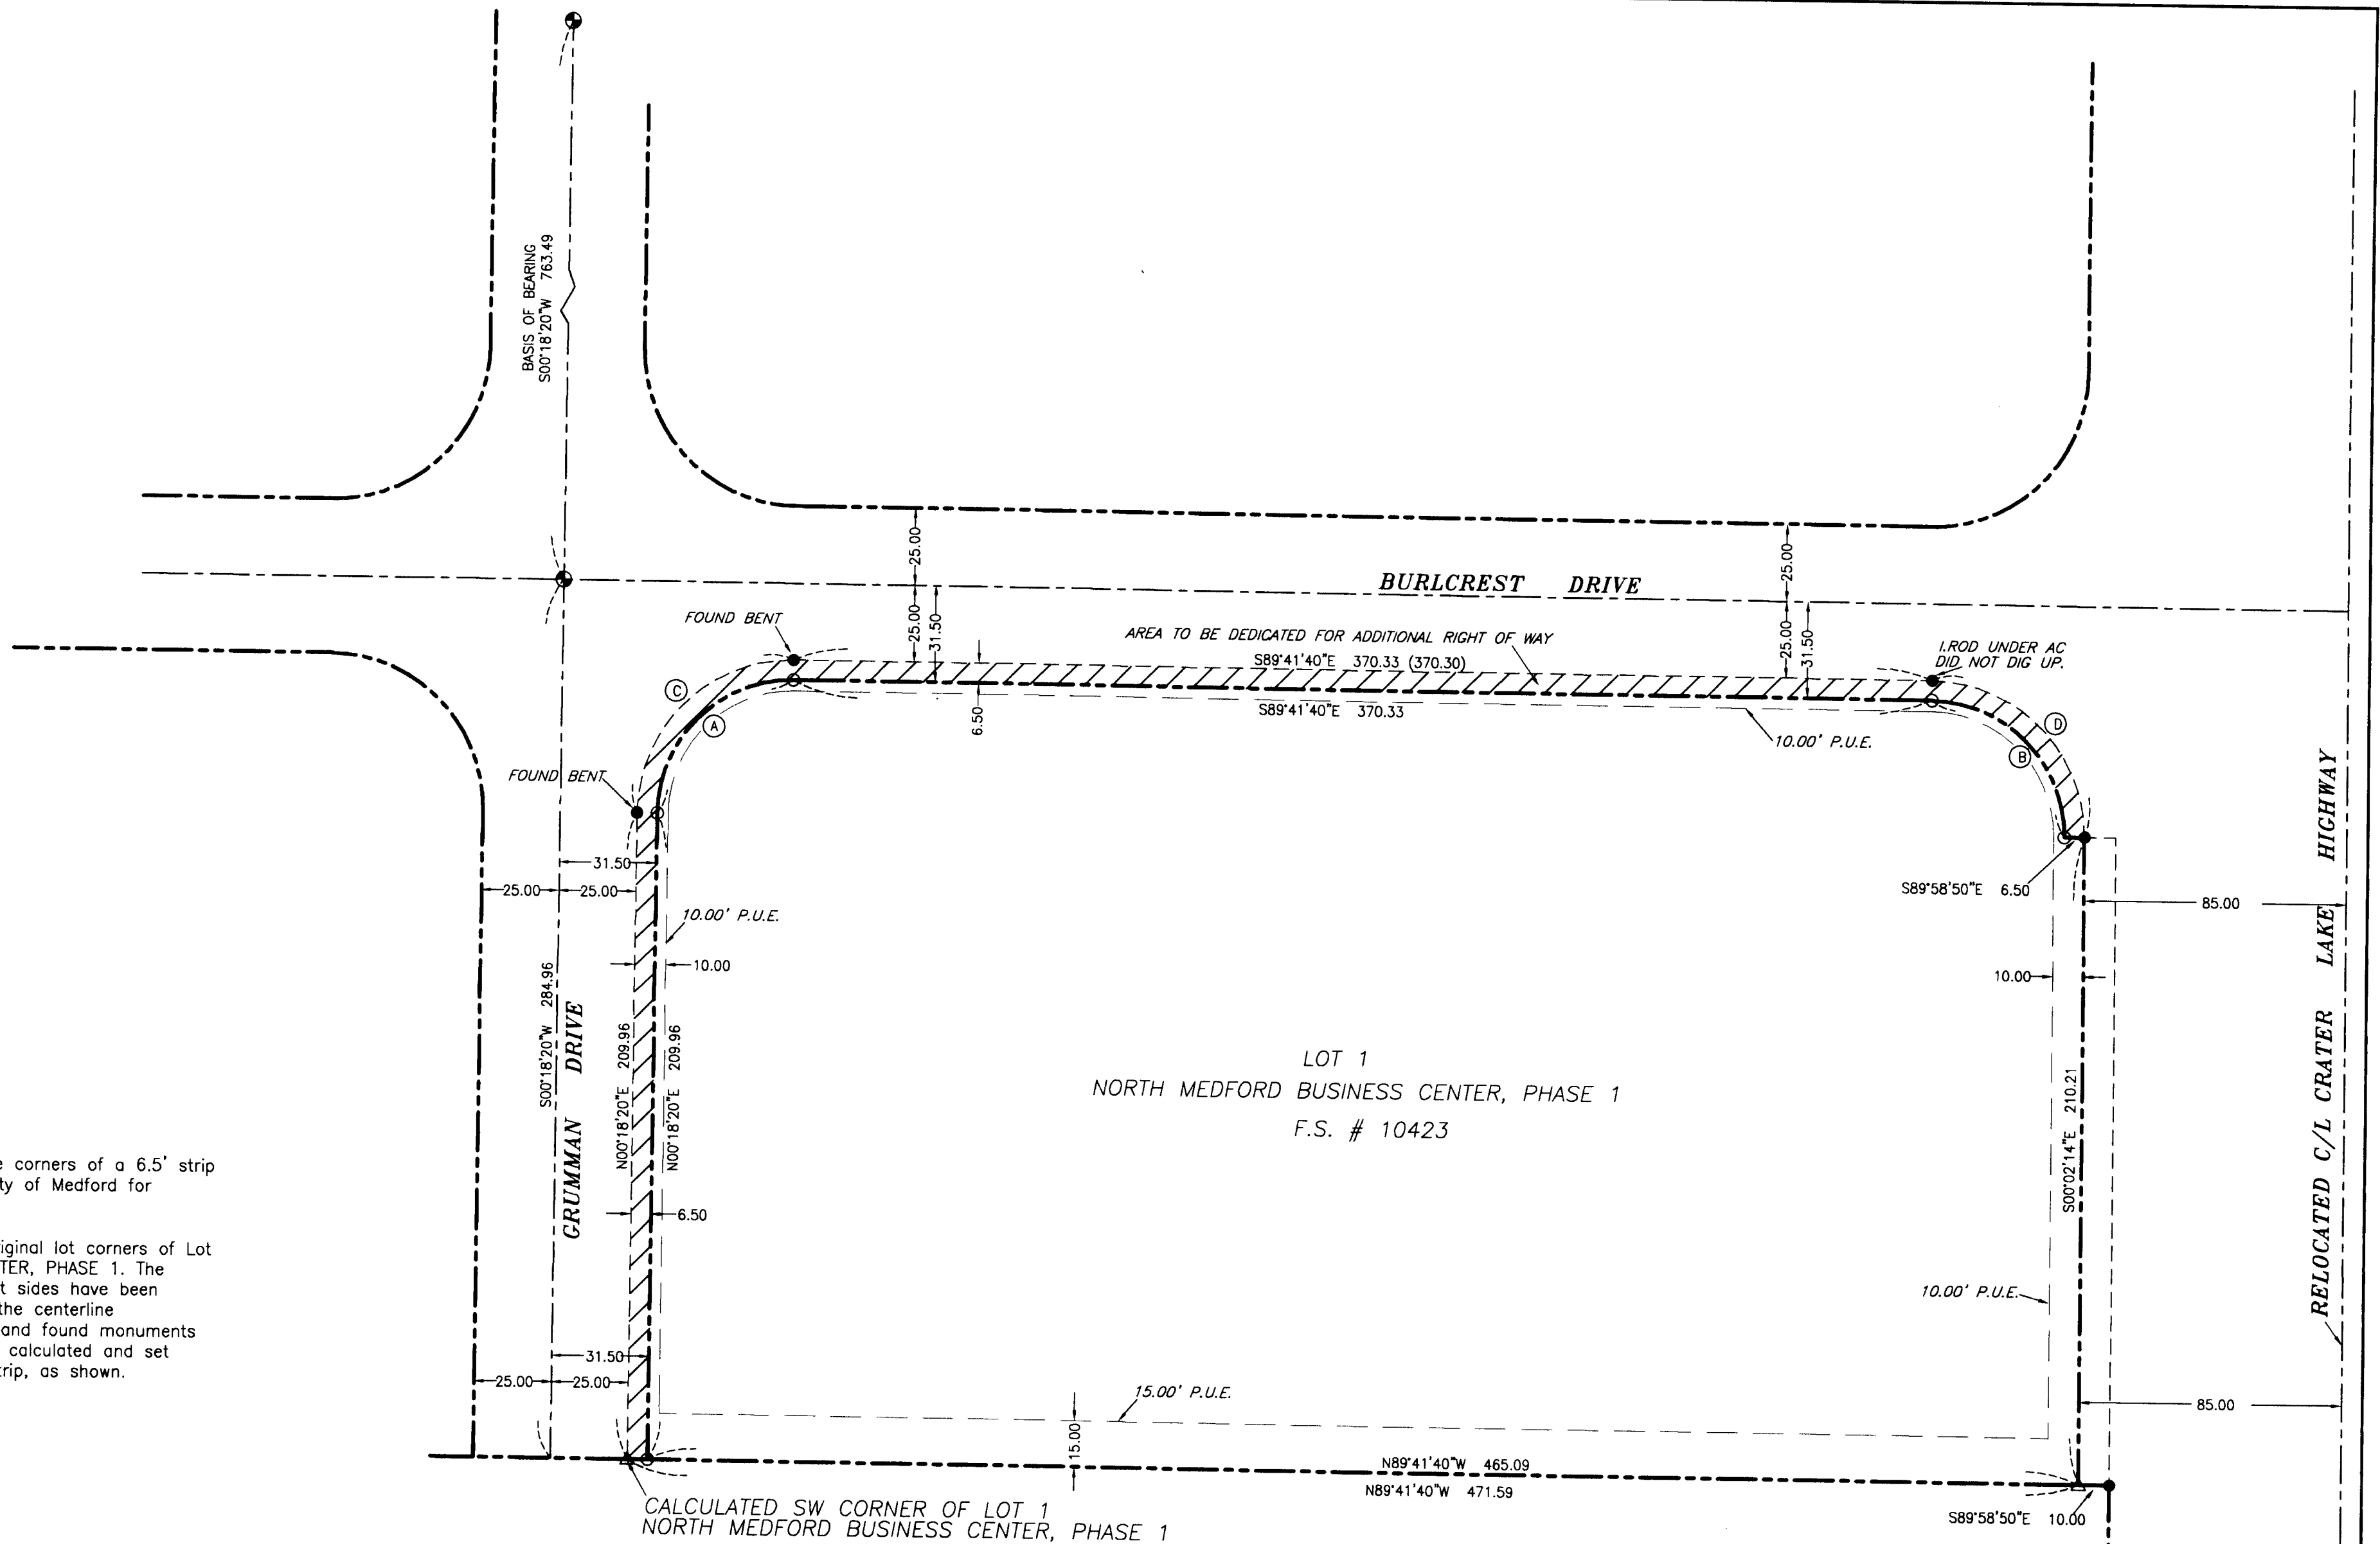 BASIS OF BEARING
S00°18'20"W 763.49
25.00
25.00
BURLCREST DRIVE
FOUND BENT
25.00
31.50
AREA TO BE DEDICATED FOR ADDITIONAL RIGHT OF WAY
25.00
31.50
I.ROD UNDER AC
DID NOT DIG UP.
S89°41'40"E 370.33 (370.30)
C
A
6.50
S89°41'40"E 370.33
10.00' P.U.E.
D
B
FOUND BENT
31.50
25.00
25.00
S89°58'50"E 6.50
85.00
10.00' P.U.E.
10.00
10.00
S00°18'20"W 284.96
GRUMMAN DRIVE
N00°18'20"E 209.96
N00°18'20"E 209.96
LOT 1
NORTH MEDFORD BUSINESS CENTER, PHASE 1
F.S. # 10423
S00°02'14"E 210.21
RELOCATED C/L CRATER LAKE HIGHWAY
e corners of a 6.5' strip
ty of Medford for
6.50
iginal lot corners of Lot
TER, PHASE 1. The
t sides have been
the centerline
and found monuments
calculated and set
trip, as shown.
10.00' P.U.E.
31.50
25.00
25.00
15.00' P.U.E.
15.00
85.00
N89°41'40"W 465.09
N89°41'40"W 471.59
CALCULATED SW CORNER OF LOT 1
NORTH MEDFORD BUSINESS CENTER, PHASE 1
S89°58'50"E 10.00